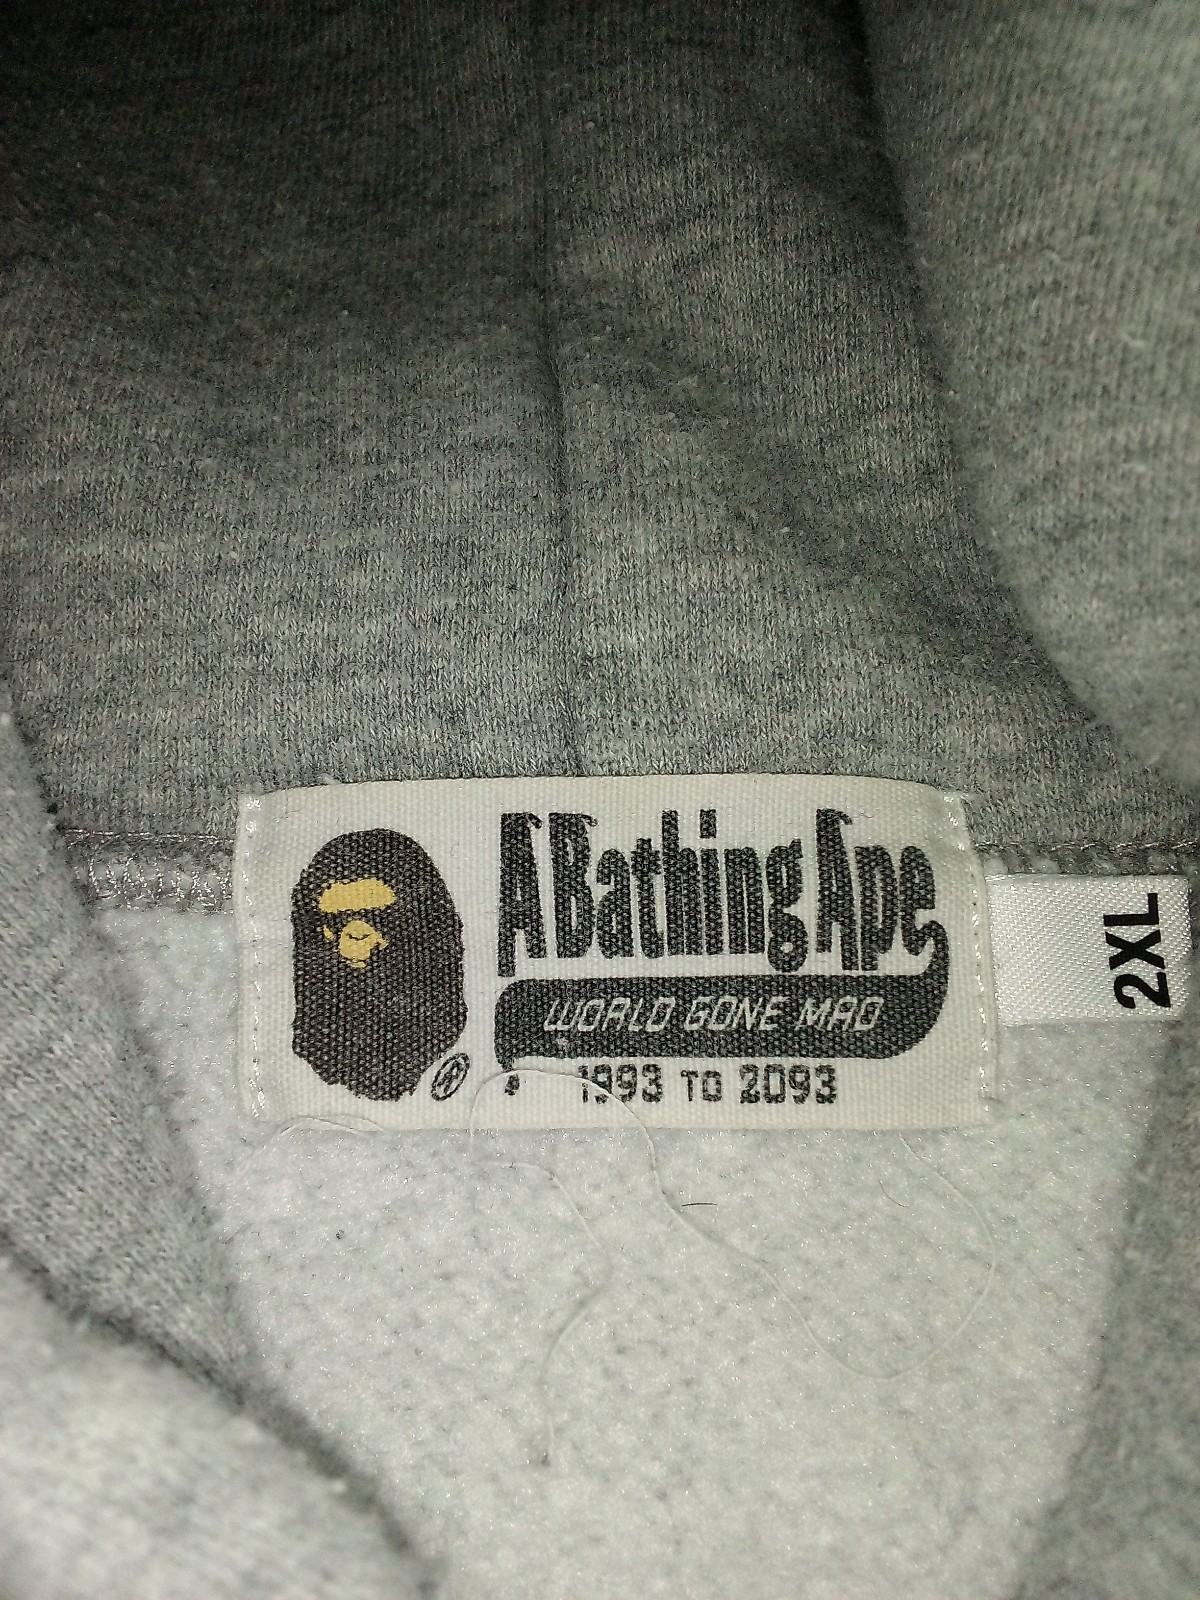 A Bathing Ape
WORLD GONE MAD
1993 TO 2093
®
2XL